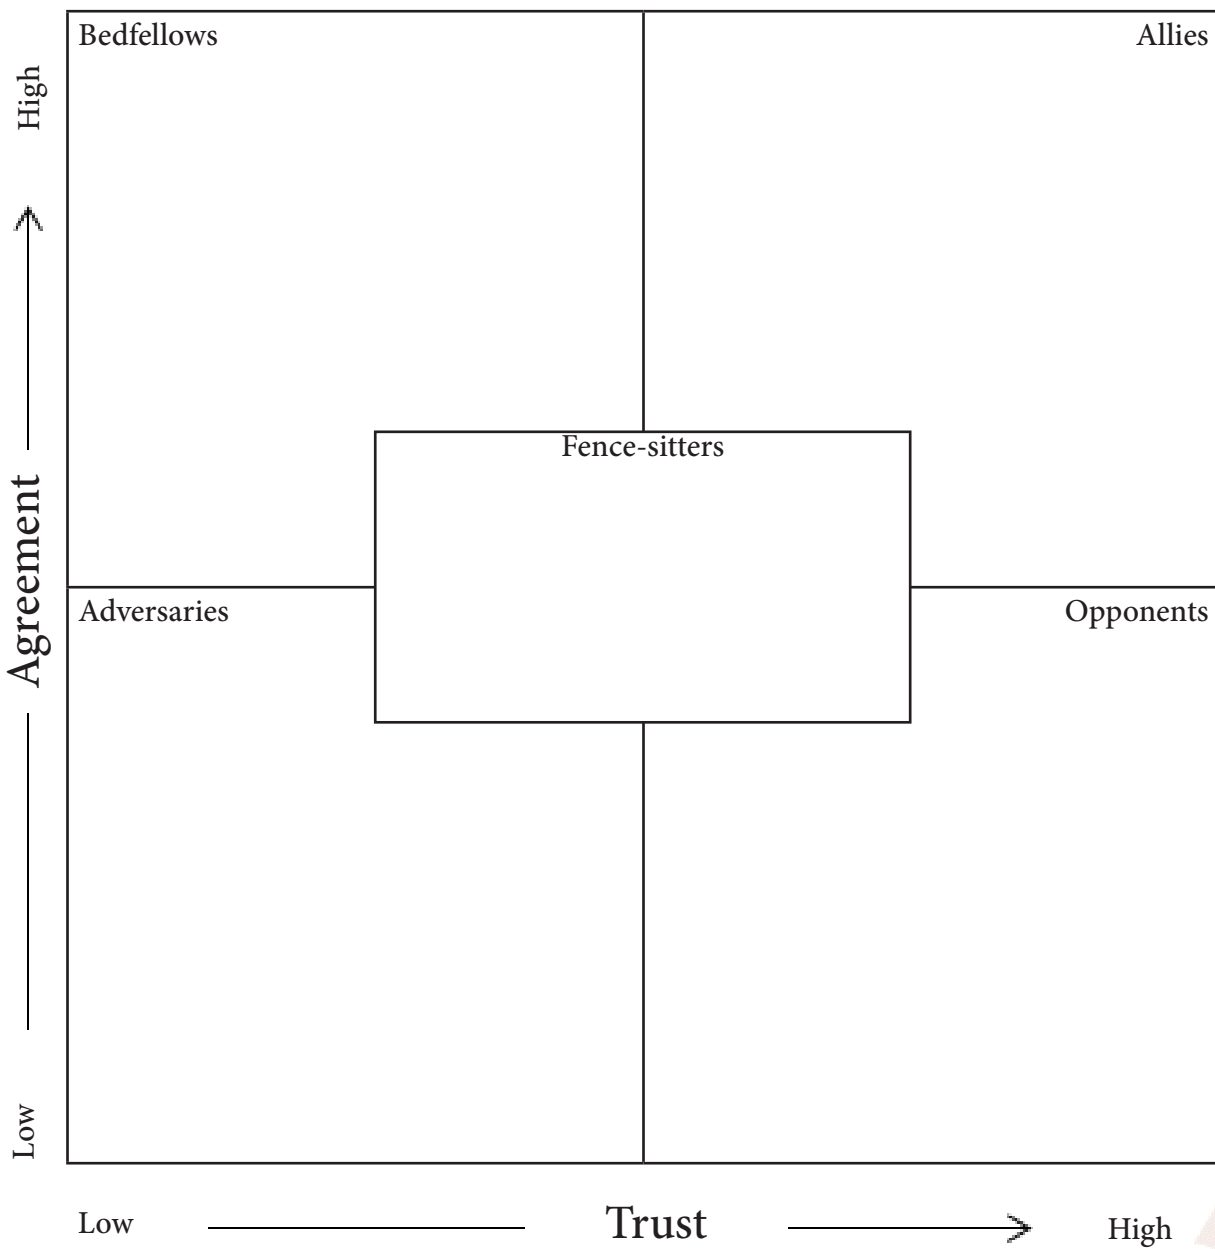 Bedfellows
Allies
High
Fence-sitters
Agreement
Adversaries
Opponents
Low
Low
Trust
High